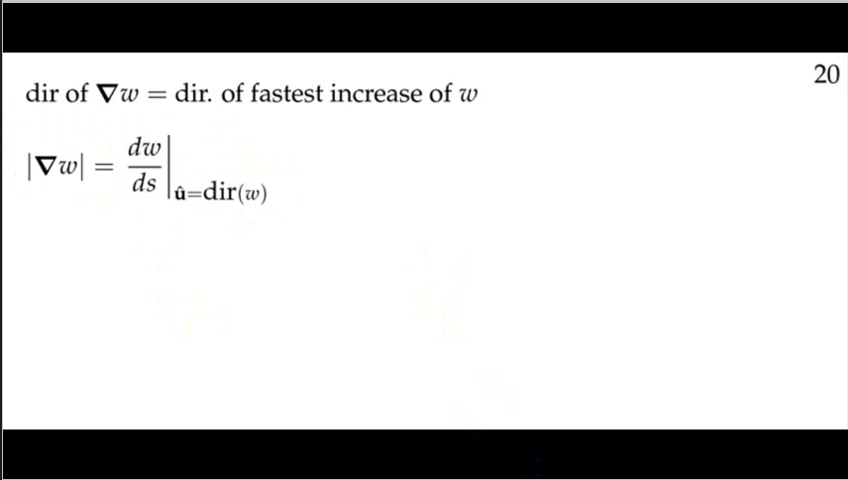 20
dir of ∇w = dir. of fastest increase of w
|∇w| = dw/ds|û=dir(w)